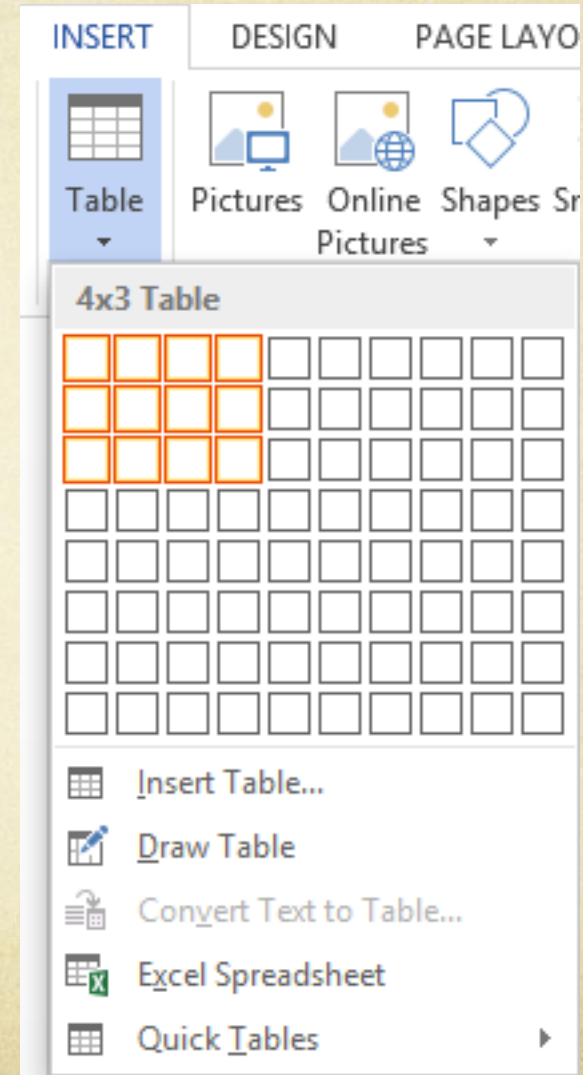 INSERT DESIGN PAGE LAYO
Table Pictures Online Shapes Sr
Pictures
4x3 Table
Insert Table...
Draw Table
Convert Text to Table...
Excel Spreadsheet
Quick Tables